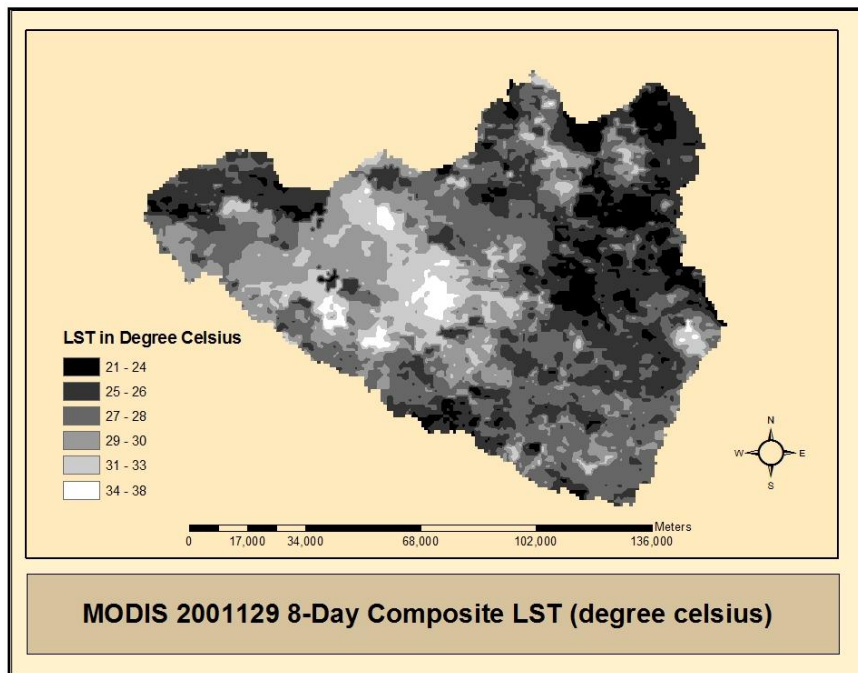 LST in Degree Celsius
21 - 24
25 - 26
27 - 28
29 - 30
31 - 33
34 - 38
N
W E
S
Meters
0 17,000 34,000 68,000 102,000 136,000
MODIS 2001129 8-Day Composite LST (degree celsius)